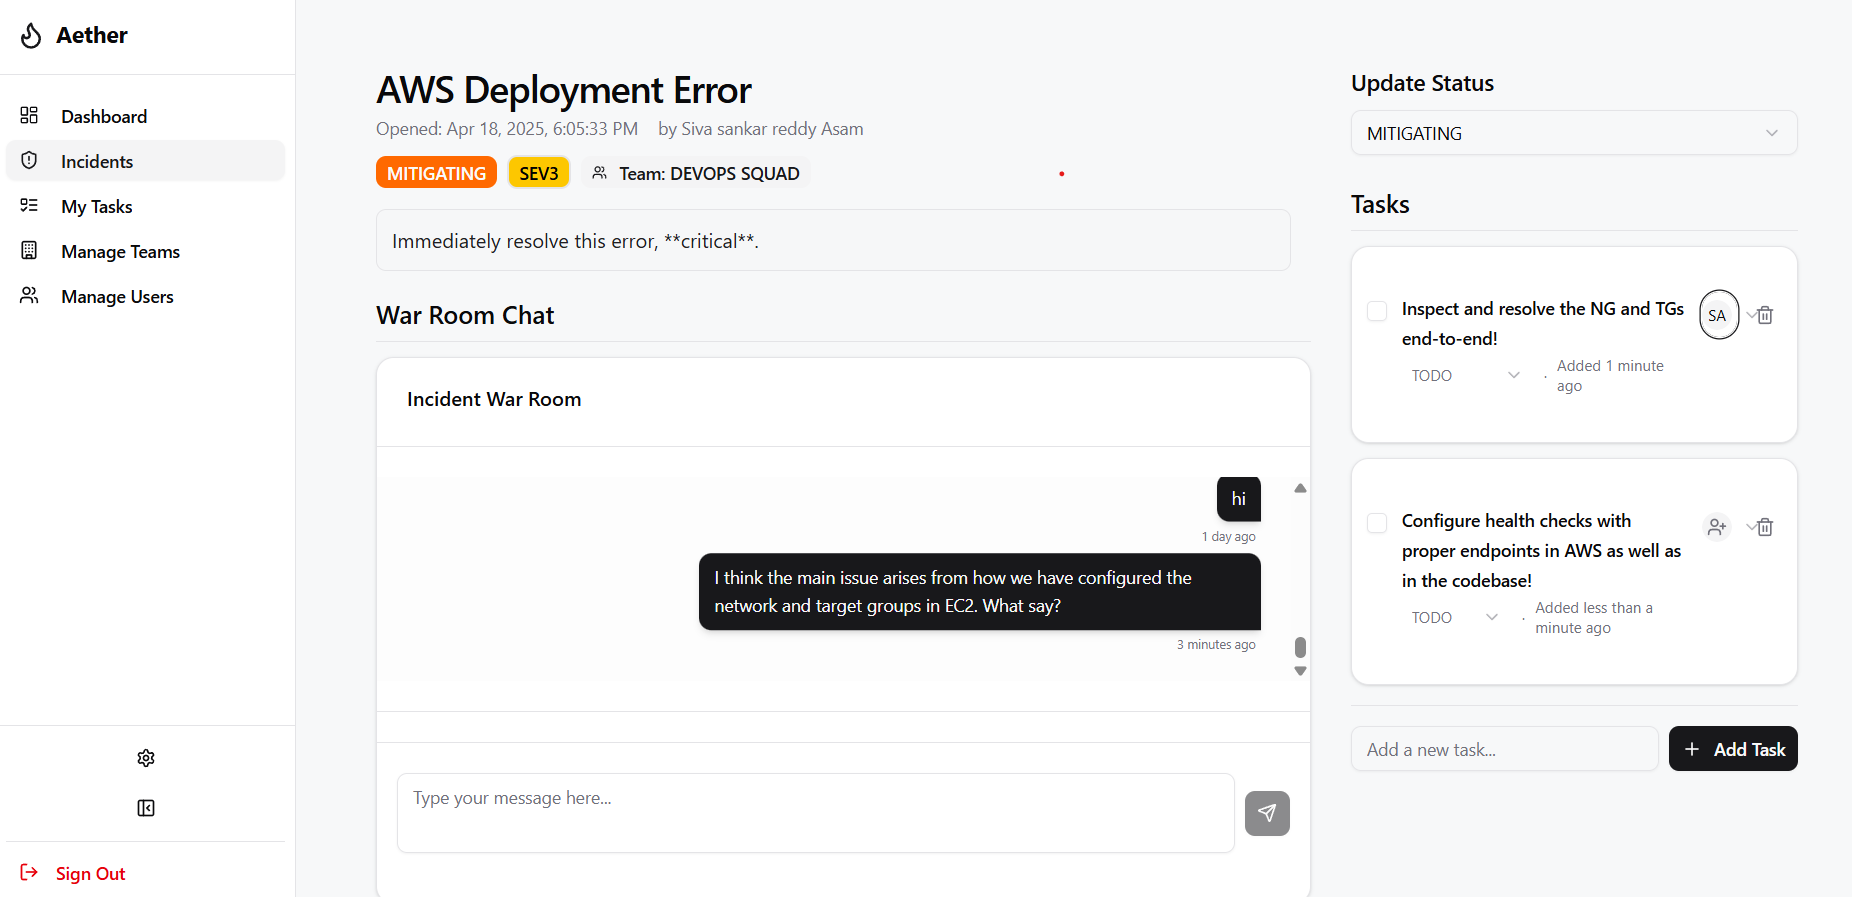 Aether
Dashboard
Incidents
My Tasks
Manage Teams
Manage Users
Sign Out
AWS Deployment Error
Opened: Apr 18, 2025, 6:05:33 PM by Siva sankar reddy Asam
MITIGATING SEV3 Team: DEVOPS SQUAD
Immediately resolve this error, **critical**.
War Room Chat
Incident War Room
hi
1 day ago
I think the main issue arises from how we have configured the
network and target groups in EC2. What say?
3 minutes ago
Type your message here...
Update Status
MITIGATING
Tasks
Inspect and resolve the NG and TGs
end-to-end!
SA
TODO
· Added 1 minute
ago
Configure health checks with
proper endpoints in AWS as well as
in the codebase!
TODO
· Added less than a
minute ago
Add a new task...
Add Task